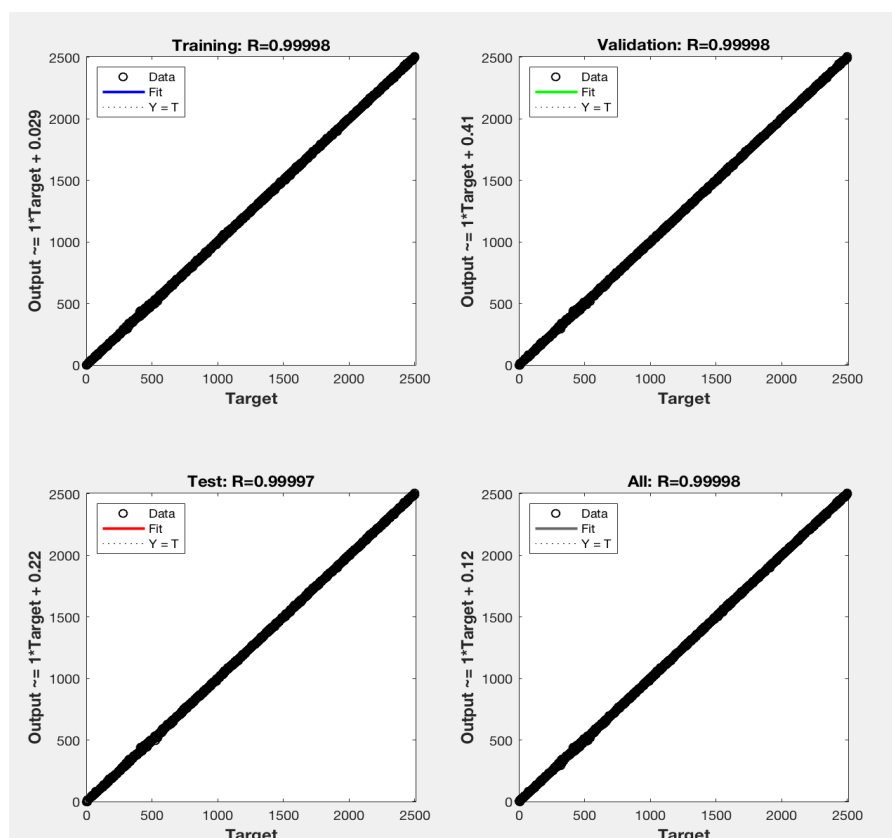 Training: R=0.99998
Output ~= 1*Target + 0.029
2500
2000
1500
1000
500
0
Data
Fit
Y = T
0 500 1000 1500 2000 2500
Target
Validation: R=0.99998
Output ~= 1*Target + 0.41
2500
2000
1500
1000
500
0
Data
Fit
Y = T
0 500 1000 1500 2000 2500
Target
Test: R=0.99997
Output ~= 1*Target + 0.22
2500
2000
1500
1000
500
0
Data
Fit
Y = T
0 500 1000 1500 2000 2500
Target
All: R=0.99998
Output ~= 1*Target + 0.12
2500
2000
1500
1000
500
0
Data
Fit
Y = T
0 500 1000 1500 2000 2500
Target